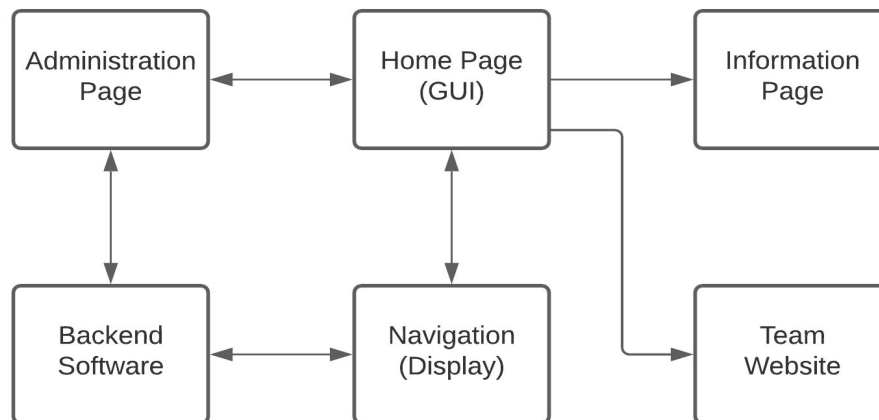 Administration
Page
Home Page
(GUI)
Information
Page
Backend
Software
Navigation
(Display)
Team
Website